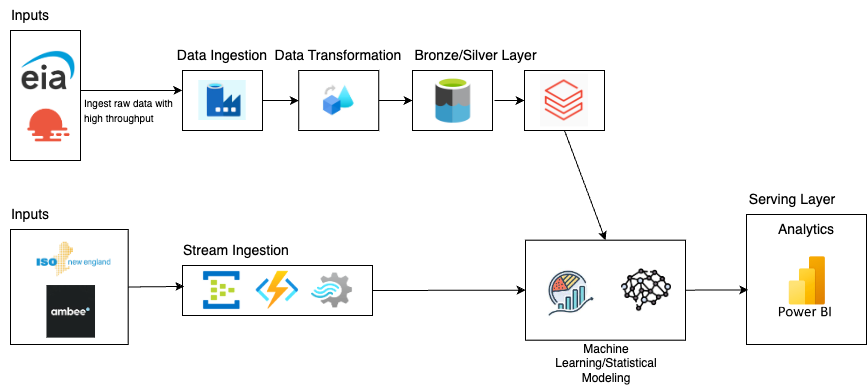 Inputs
eia
Ingest raw data with
high throughput
Data Ingestion
Data Transformation
Bronze/Silver Layer
Inputs
ISO new england
ambee
Stream Ingestion
Machine
Learning/Statistical
Modeling
Serving Layer
Analytics
Power BI